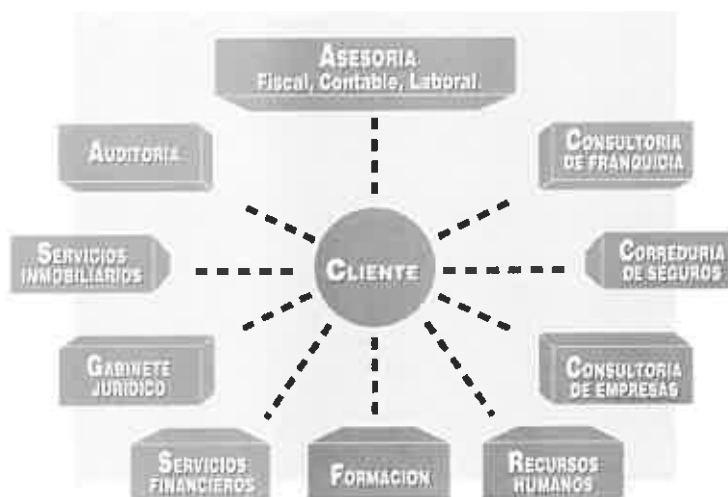 ASESORIA
Fiscal, Contable, Laboral
AUDITORIA
CONSULTORIA
DE FRANQUICIA
SERVICIOS
INMOBILIARIOS
CLIENTE
CORREDURIA
DE SEGUROS
GABINETE
JURIDICO
CONSULTORIA
DE EMPRESAS
SERVICIOS
FINANCIEROS
FORMACION
RECURSOS
HUMANOS